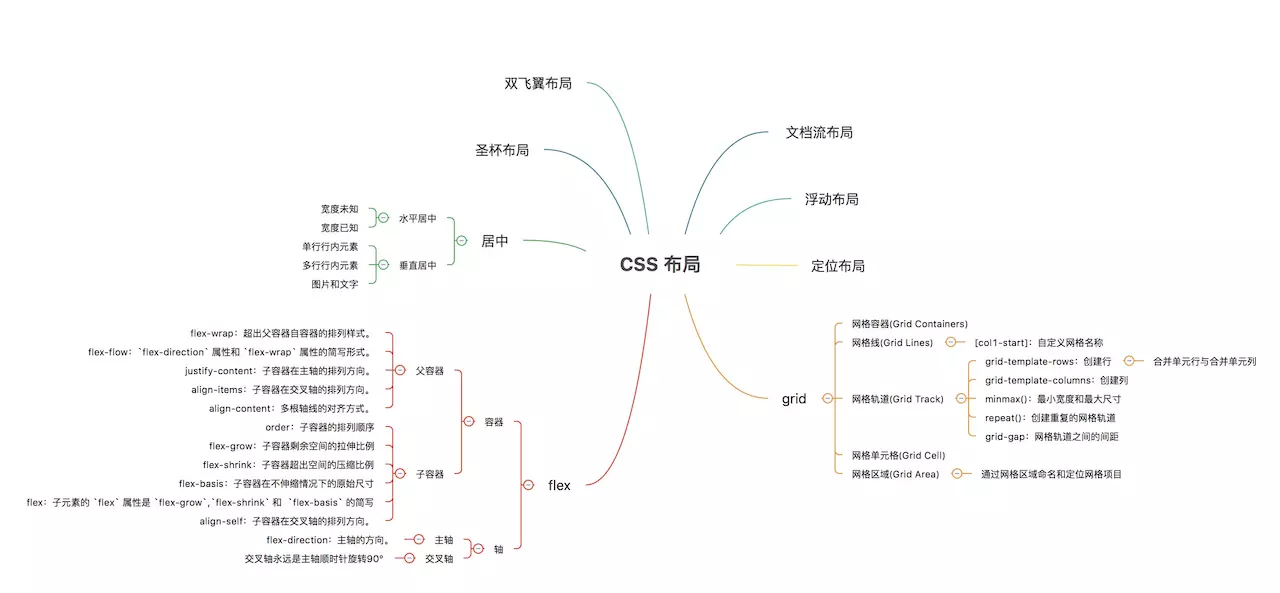 CSS 布局
双飞翼布局
圣杯布局
居中
水平居中
宽度未知
宽度已知
垂直居中
单行行内元素
多行行内元素
图片和文字
flex
容器
父容器
flex-wrap：超出父容器自容器的排列样式。
flex-flow：`flex-direction` 属性和 `flex-wrap` 属性的简写形式。
justify-content：子容器在主轴的排列方向。
align-items：子容器在交叉轴的排列方向。
align-content：多根轴线的对齐方式。
子容器
order：子容器的排列顺序
flex-grow：子容器剩余空间的拉伸比例
flex-shrink：子容器超出空间的压缩比例
flex-basis：子容器在不伸缩情况下的原始尺寸
flex：子元素的 `flex` 属性是 `flex-grow`,`flex-shrink` 和 `flex-basis` 的简写
align-self：子容器在交叉轴的排列方向。
轴
主轴
flex-direction：主轴的方向。
交叉轴
交叉轴永远是主轴顺时针旋转90°
文档流布局
浮动布局
定位布局
grid
网格容器(Grid Containers)
网格线(Grid Lines)
[col1-start]：自定义网格名称
网格轨道(Grid Track)
grid-template-rows：创建行
合并单元行与合并单元列
grid-template-columns：创建列
minmax()：最小宽度和最大尺寸
repeat()：创建重复的网格轨道
grid-gap：网格轨道之间的间距
网格单元格(Grid Cell)
网格区域(Grid Area)
通过网格区域命名和定位网格项目